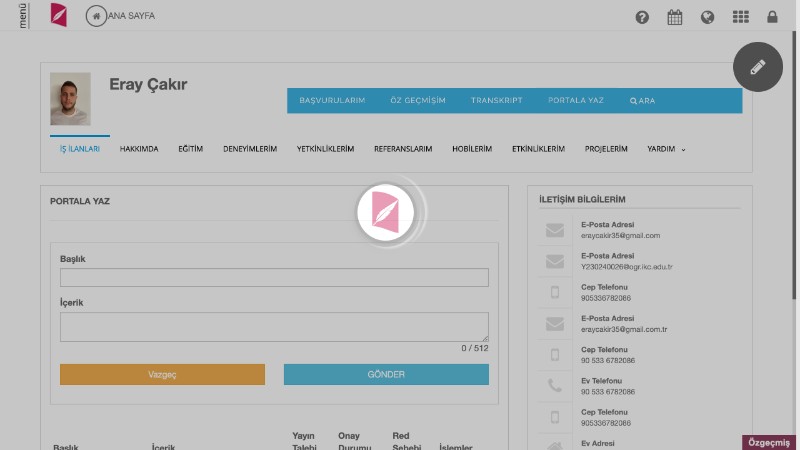 menü
ANA SAYFA
Eray Çakır
BAŞVURULARIM ÖZ GEÇMİŞİM TRANSKRIPT PORTALA YAZ ARA
İŞ İLANLARI HAKKIMDA EĞİTİM DENEYİMLERİM YETKİNLİKLERİM REFERANSLARIM HOBİLERİM ETKİNLİKLERİM PROJELERİM YARDIM
PORTALA YAZ
Başlık
İçerik
0 / 512
Vazgeç GÖNDER
Başlık İçerik Yayın Talebi Onay Durumu Red Sebebi İşlemler
İLETİŞİM BİLGİLERİM
E-Posta Adresi
eraycakir35@gmail.com
E-Posta Adresi
Y230240026@ogr.ikc.edu.tr
Cep Telefonu
905336782086
E-Posta Adresi
eraycakir35@gmail.com.tr
Cep Telefonu
90 533 6782086
Ev Telefonu
90 533 6782086
Cep Telefonu
905336782086
Ev Adresi
Özgeçmiş